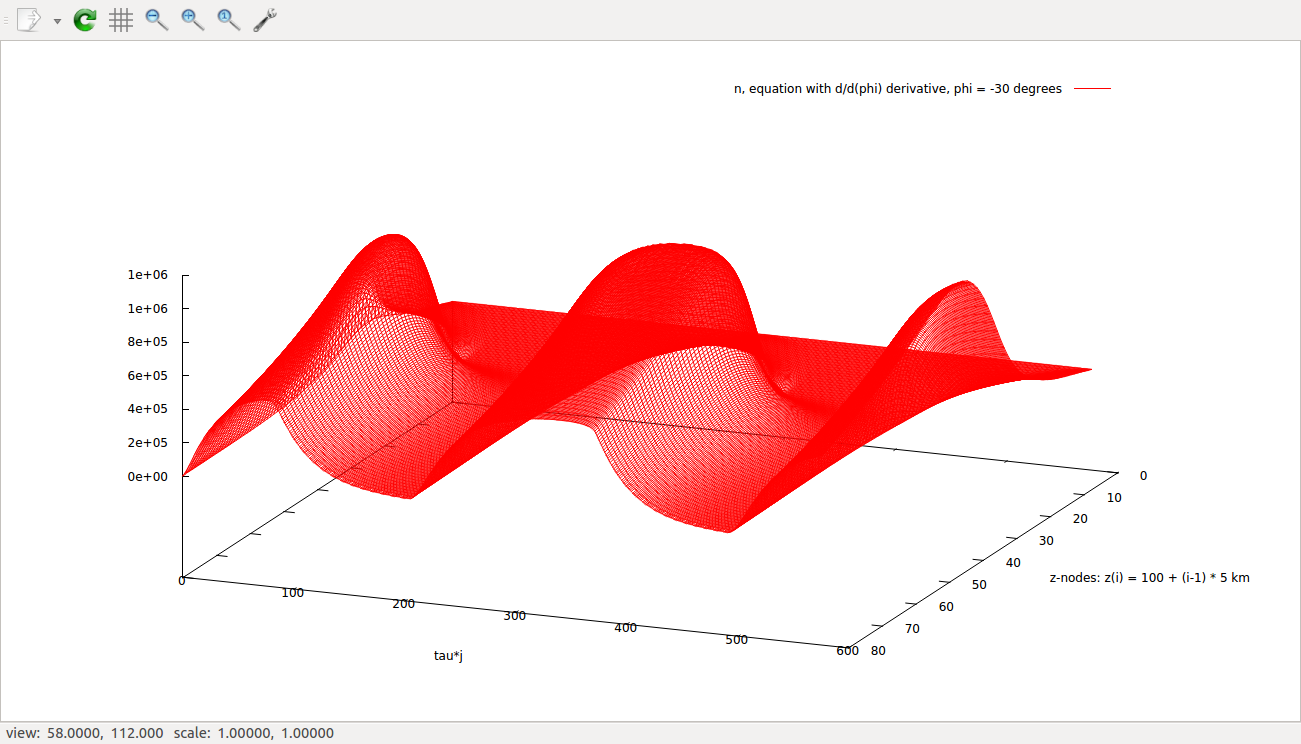 n, equation with d/d(phi) derivative, phi = -30 degrees
1e+06
1e+06
8e+05
6e+05
4e+05
2e+05
0e+00
0
100
200
300
400
500
600
tau*j
0
10
20
30
40
50
60
70
80
z-nodes: z(i) = 100 + (i-1) * 5 km
view: 58.0000, 112.000 scale: 1.00000, 1.00000